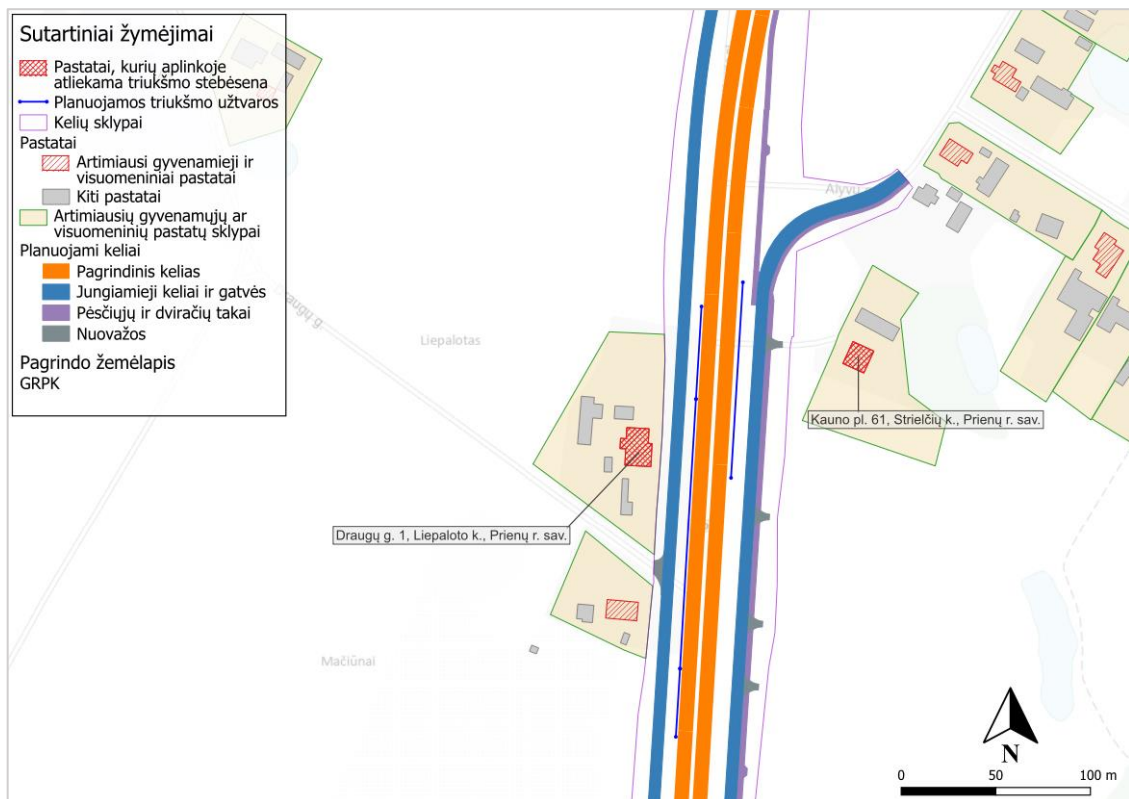 Sutartiniai žymėjimai
Pastatai, kurių aplinkoje
atliekama triukšmo stebėsena
Planuojamos triukšmo užtvaros
Kelių sklypai
Pastatai
Artimiausi gyvenamieji ir
visuomeniniai pastatai
Kiti pastatai
Artimiausių gyvenamųjų ar
visuomeninių pastatų sklypai
Planuojami keliai
Pagrindinis kelias
Jungiamieji keliai ir gatvės
Pėsčiųjų ir dviračių takai
Nuovažos
Pagrindo žemėlapis
GRPK
Alyvų
Draugų g.
Liepalotas
Kauno pl. 61, Strielčių k., Prienų r. sav.
Draugų g. 1, Liepaloto k., Prienų r. sav.
Mačiūnai
N
0 50 100 m